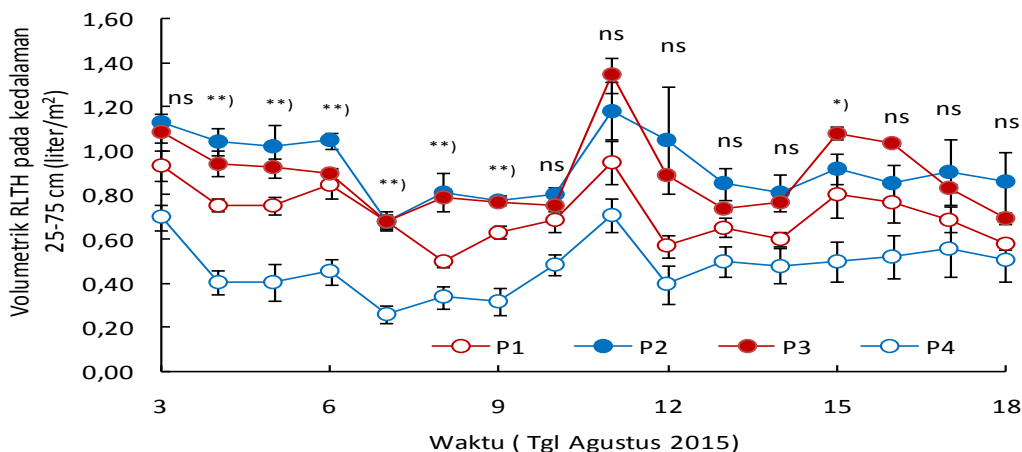 Volumetrik RLTH pada kedalaman
25-75 cm (liter/m²)
1,60
1,40
1,20
1,00
0,80
0,60
0,40
0,20
0,00
ns **) **) **) **) **) **) ns ns ns ns ns *) ns ns ns
P1 P2 P3 P4
3 6 9 12 15 18
Waktu ( Tgl Agustus 2015)